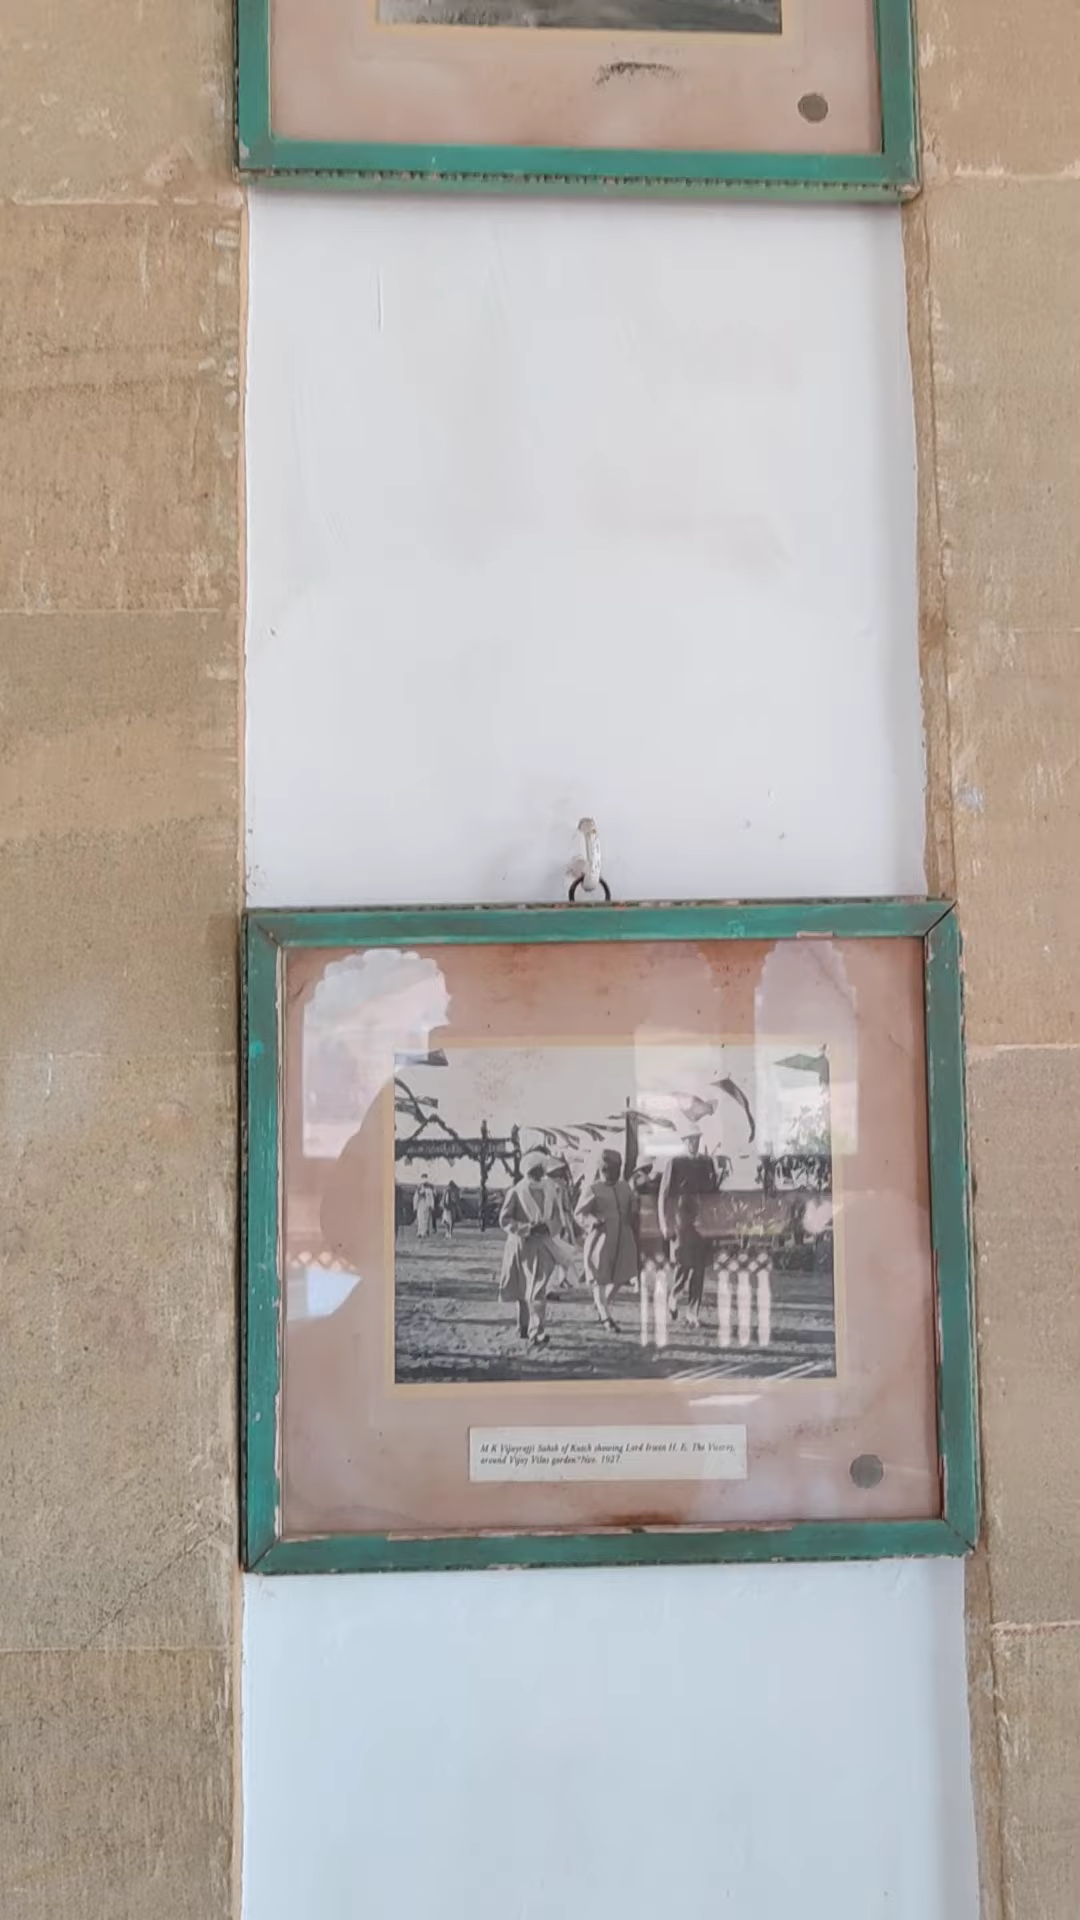 M K Vijayrajji Saheb of Kutch showing Lord Irwin H. E. The Viceroy,
around Vijay Vilas garden. Nov. 1927.